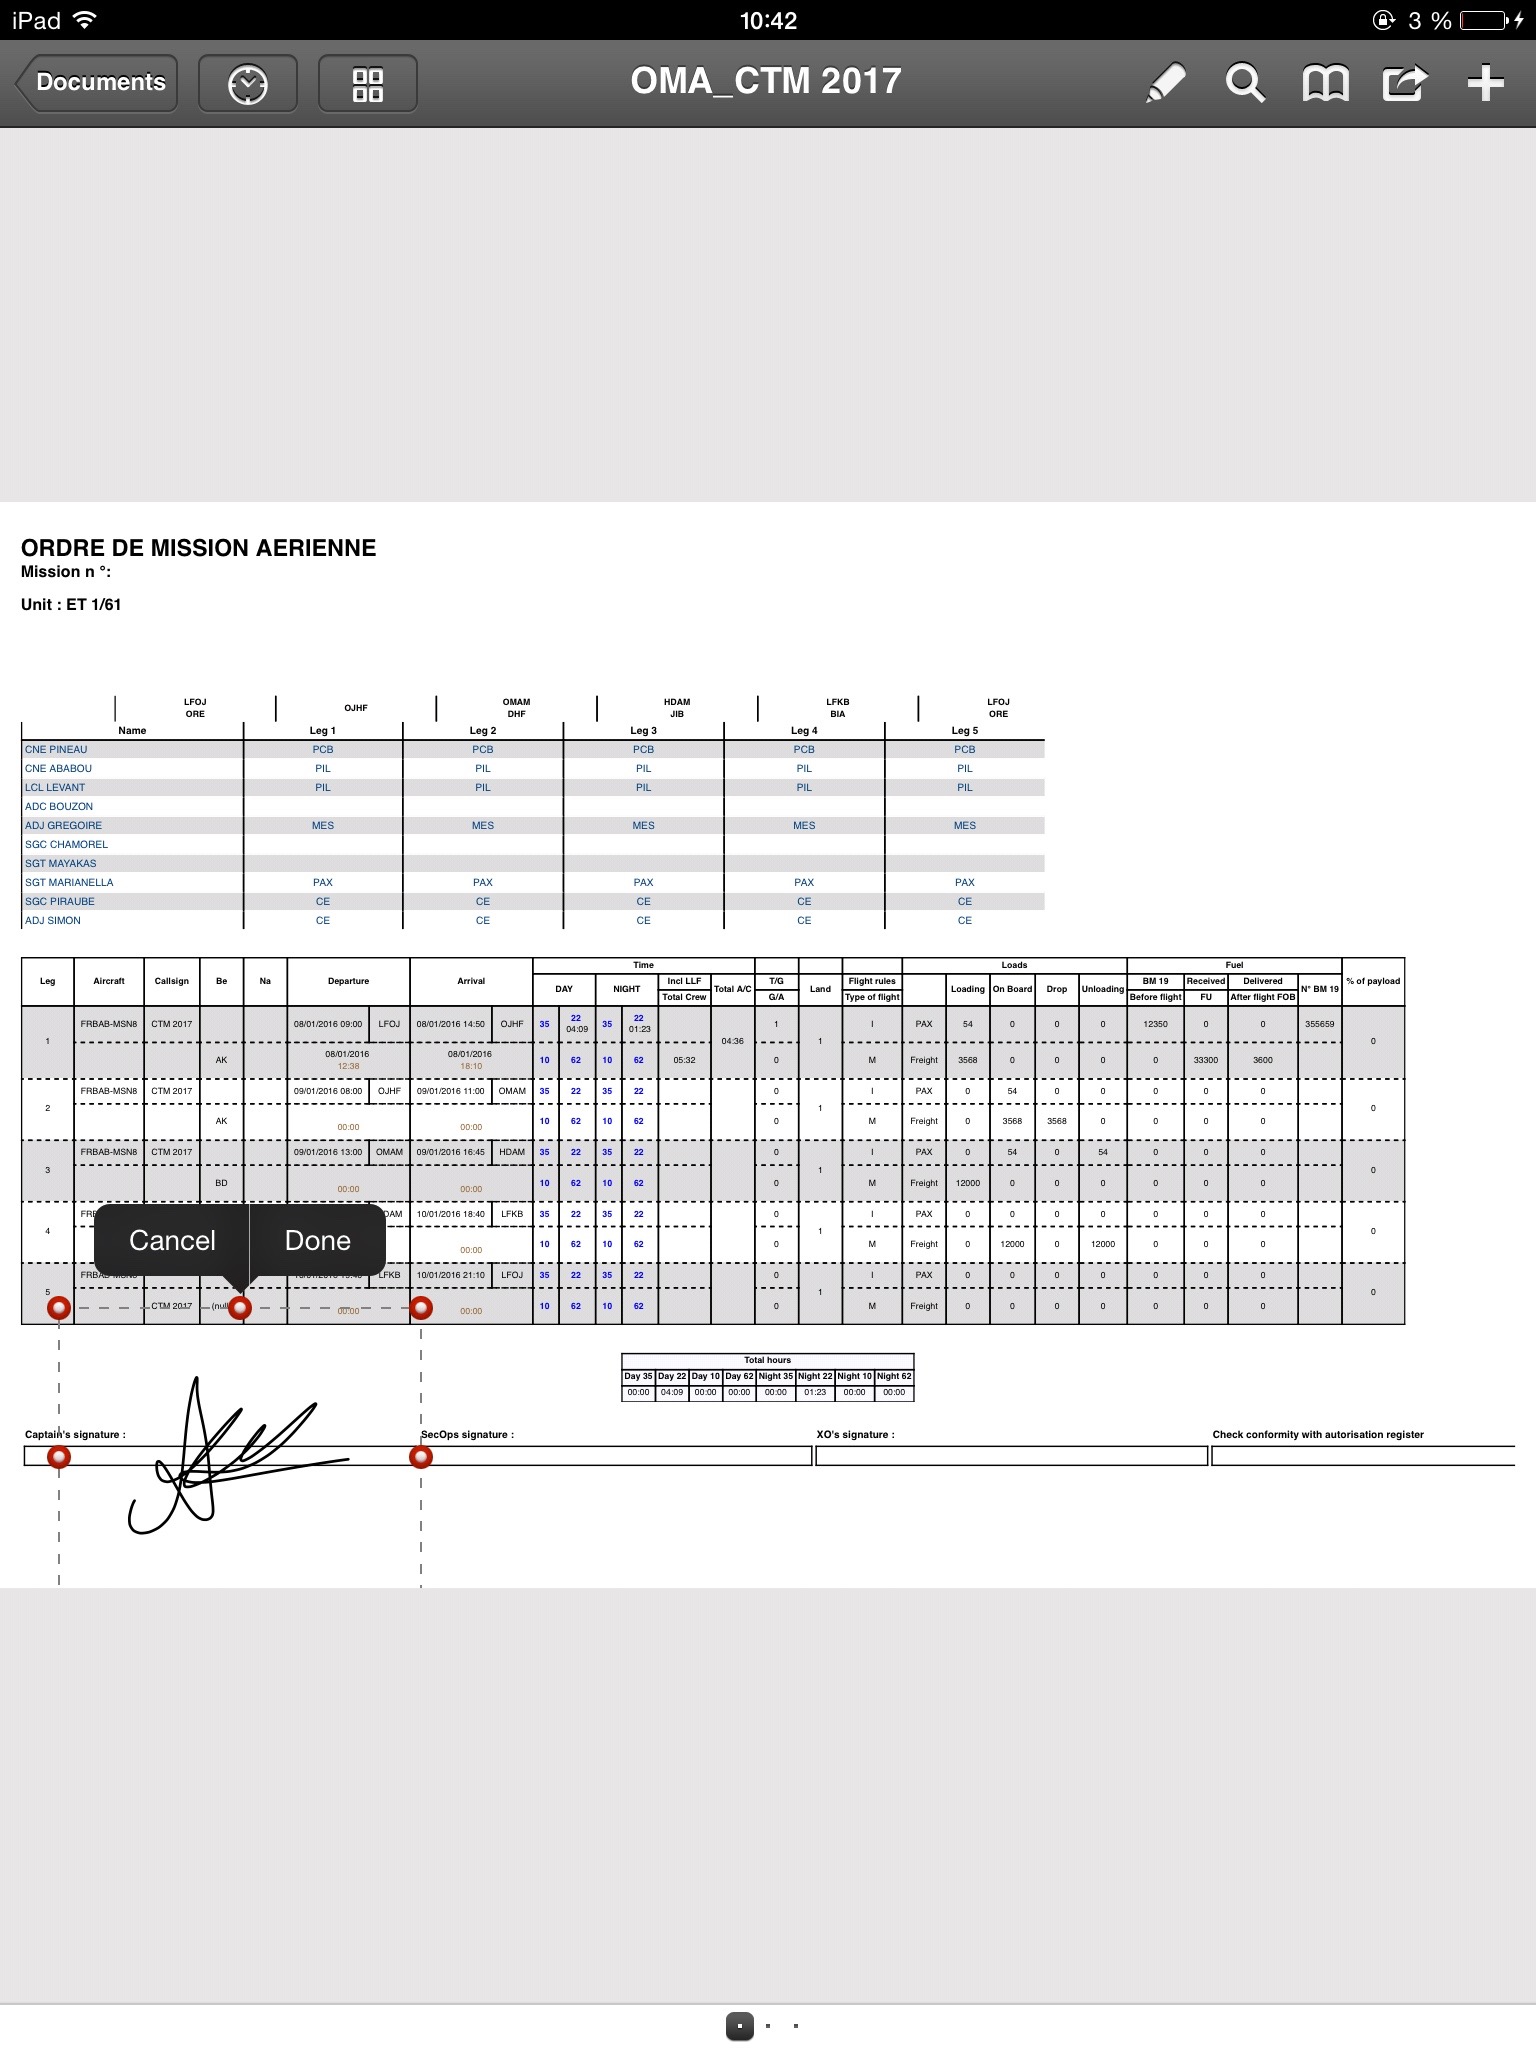 iPad 10:42 3 %
Documents OMA_CTM 2017
ORDRE DE MISSION AERIENNE
Mission n °:
Unit : ET 1/61
LFOJ OMAM HDAM LFKB LFOJ
OJHF
ORE DHF JIB BIA ORE
Name Leg 1 Leg 2 Leg 3 Leg 4 Leg 5
CNE PINEAU PCB PCB PCB PCB PCB
CNE ABABOU PIL PIL PIL PIL PIL
LCL LEVANT PIL PIL PIL PIL PIL
ADC BOUZON
ADJ GREGOIRE MES MES MES MES MES
SGC CHAMOREL
SGT MAYAKAS
SGT MARIANELLA PAX PAX PAX PAX PAX
SGC PIRAUBE CE CE CE CE CE
ADJ SIMON CE CE CE CE CE
Time Loads Fuel
Leg Aircraft Callsign Be Na Departure Arrival DAY NIGHT Incl LLF Total A/C T/G Land Flight rules Loading On Board Drop Unloading BM 19 Received Delivered N° BM 19 % of payload
Total Crew G/A Type of flight Before flight FU After flight FOB
1 FRBAB-MSN8 CTM 2017 08/01/2016 09:00 LFOJ 08/01/2016 14:50 OJHF 35 22 04:09 35 22 01:23 04:36 1 1 I PAX 54 0 0 0 12350 0 0 355659 0
AK 08/01/2016 12:38 08/01/2016 18:10 10 62 10 62 05:32 0 M Freight 3568 0 0 0 0 33300 3600
2 FRBAB-MSN8 CTM 2017 09/01/2016 08:00 OJHF 09/01/2016 11:00 OMAM 35 22 35 22 0 1 I PAX 0 54 0 0 0 0 0 0
AK 00:00 00:00 10 62 10 62 0 M Freight 0 3568 3568 0 0 0 0
3 FRBAB-MSN8 CTM 2017 09/01/2016 13:00 OMAM 09/01/2016 16:45 HDAM 35 22 35 22 0 1 I PAX 0 54 0 54 0 0 0 0
BD 00:00 00:00 10 62 10 62 0 M Freight 12000 0 0 0 0 0 0
4 10/01/2016 18:40 LFKB 35 22 35 22 0 1 I PAX 0 0 0 0 0 0 0 0
Cancel Done
00:00 10 62 10 62 0 M Freight 0 12000 0 12000 0 0 0
5 LFKB 10/01/2016 21:10 LFOJ 35 22 35 22 0 1 I PAX 0 0 0 0 0 0 0 0
CTM 2017 00:00 00:00 10 62 10 62 0 M Freight 0 0 0 0 0 0 0
Total hours
Day 35 Day 22 Day 10 Day 62 Night 35 Night 22 Night 10 Night 62
00:00 04:09 00:00 00:00 00:00 01:23 00:00 00:00
Captain's signature : SecOps signature : XO's signature : Check conformity with autorisation register